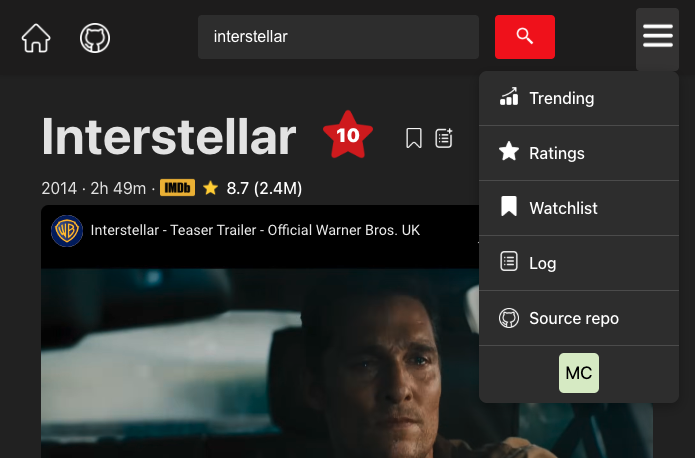 interstellar
Trending
Ratings
Watchlist
Log
Source repo
MC
Interstellar 10
2014 · 2h 49m · IMDb 8.7 (2.4M)
WB Interstellar - Teaser Trailer - Official Warner Bros. UK